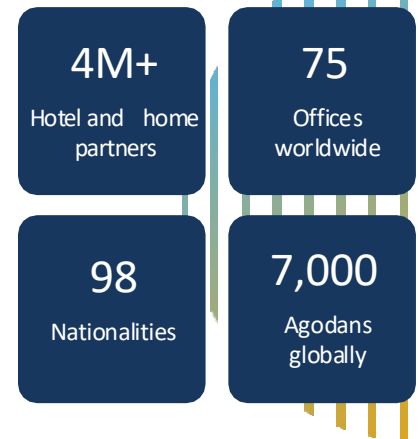 4M+
Hotel and home
partners
75
Offices
worldwide
98
Nationalities
7,000
Agodans
globally